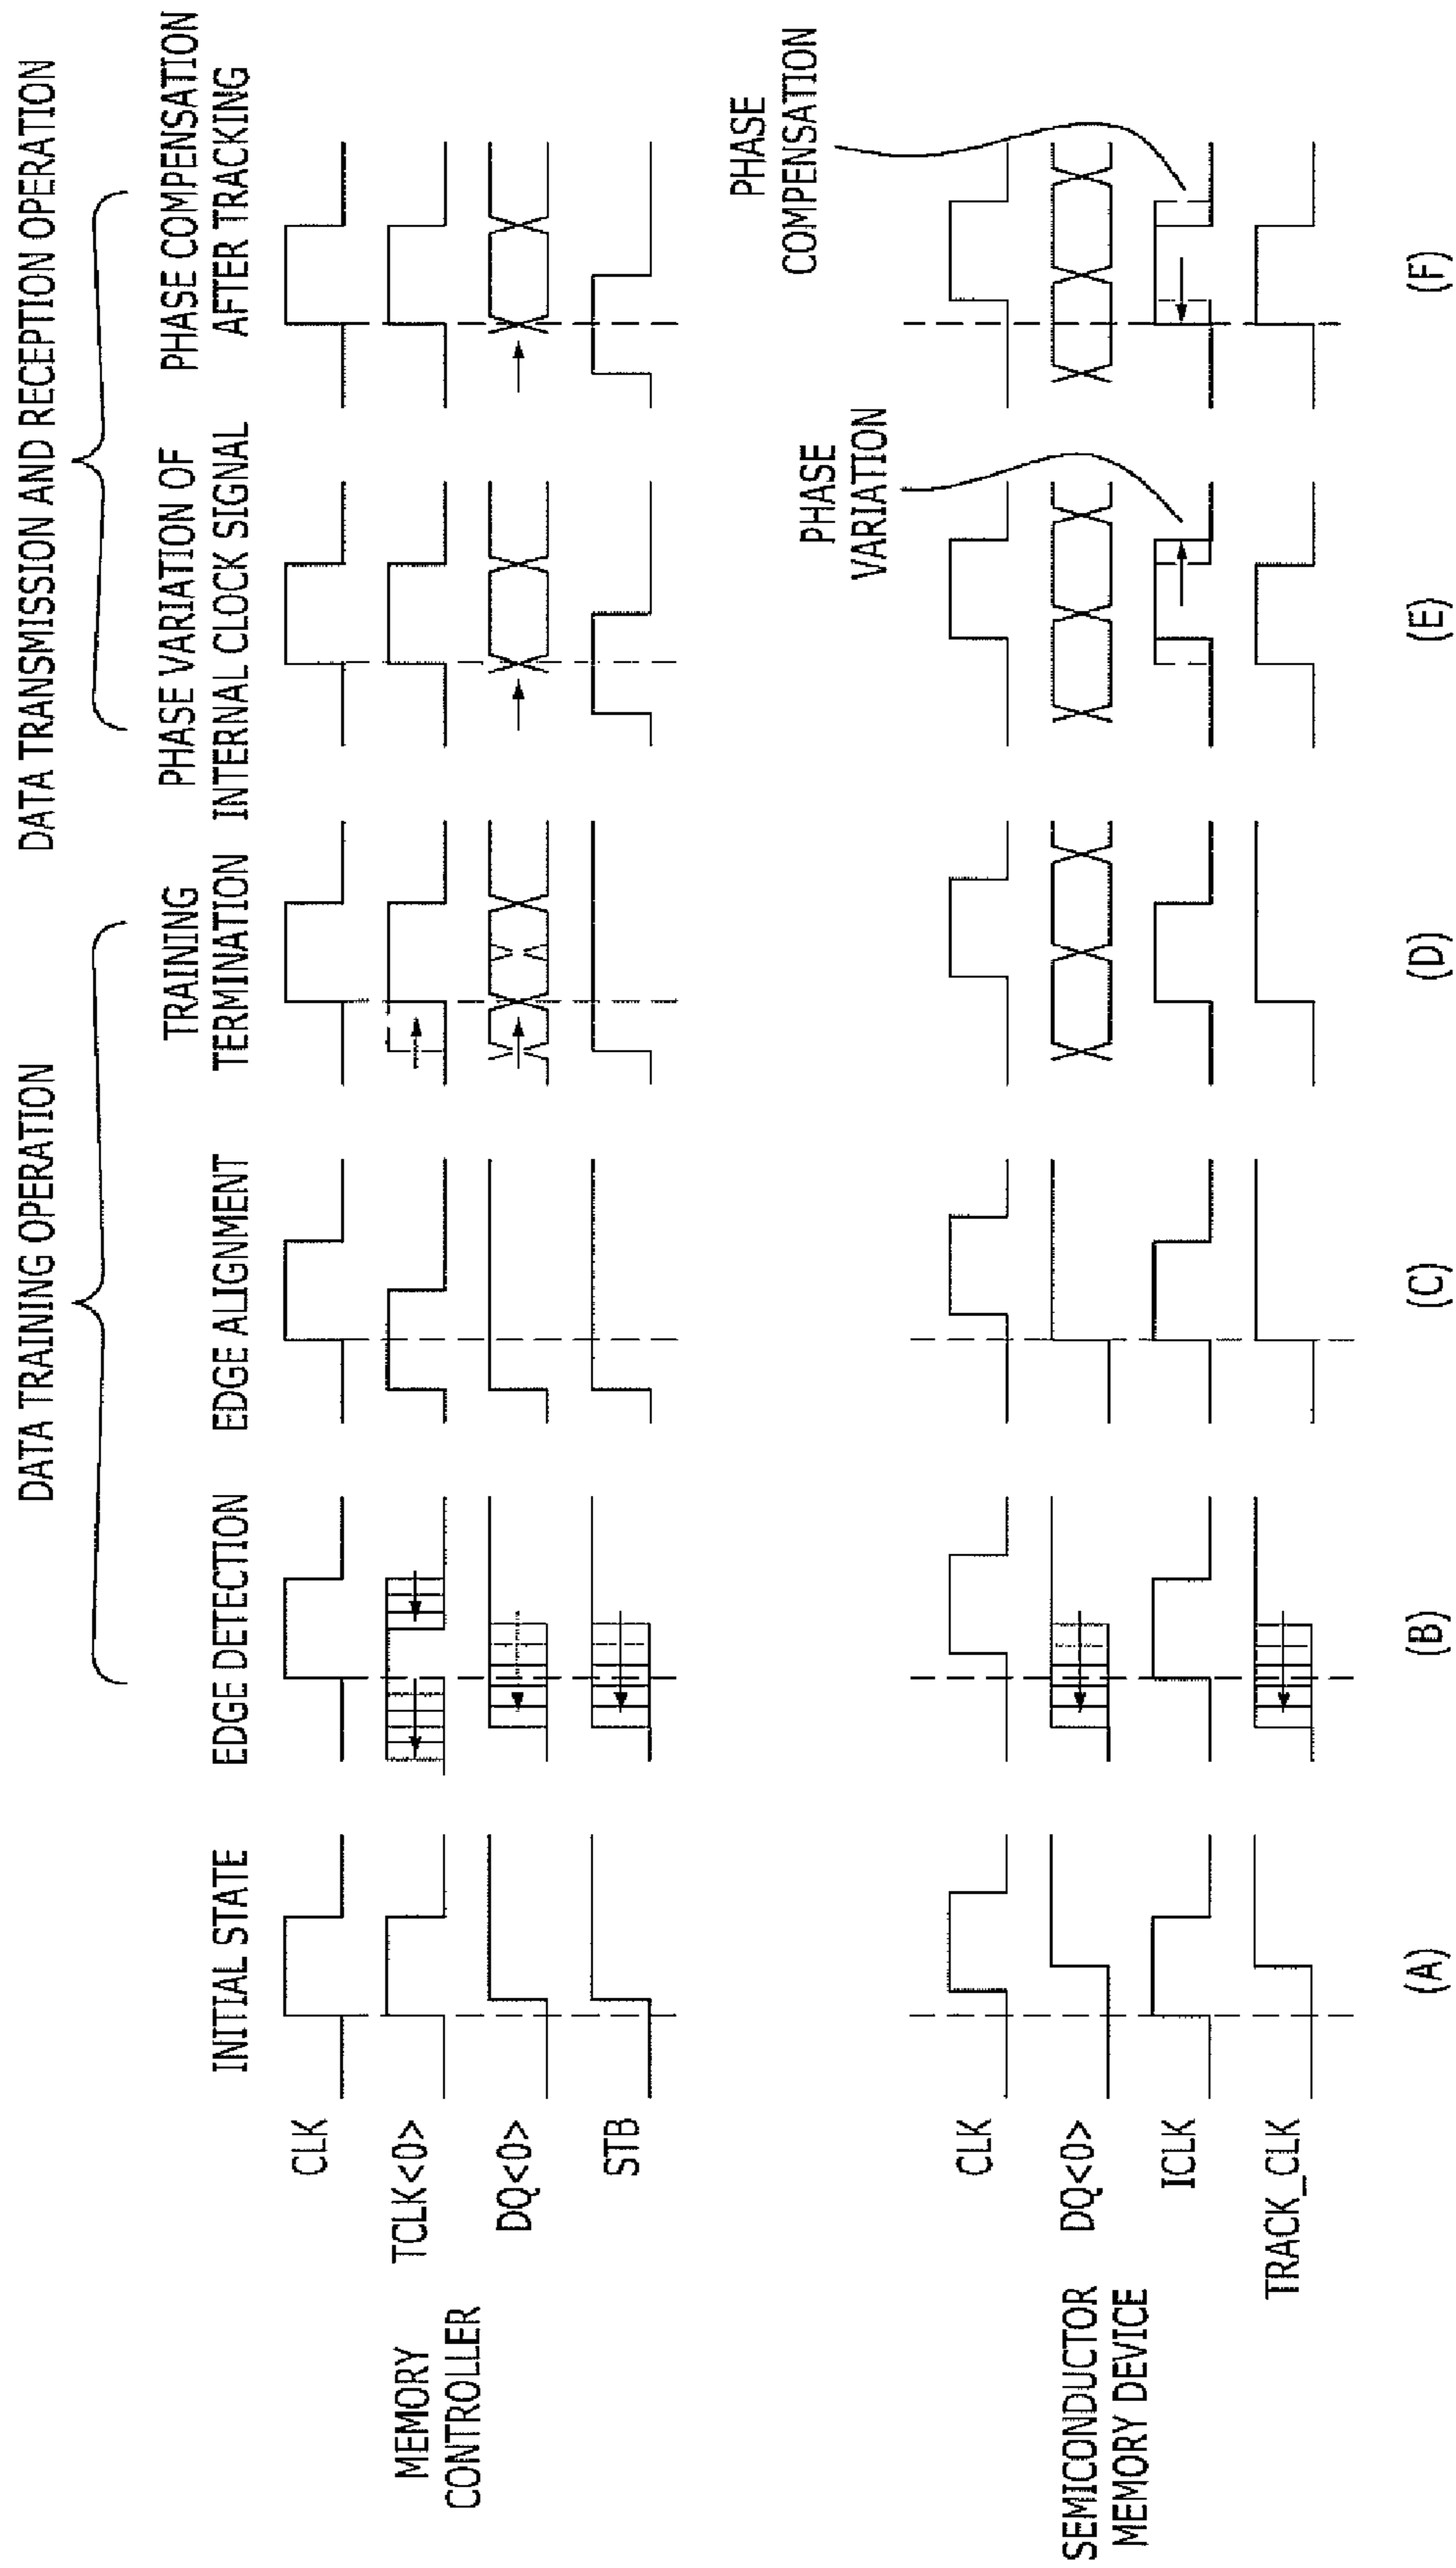 DATA TRAINING OPERATION
DATA TRANSMISSION AND RECEPTION OPERATION
INITIAL STATE
EDGE DETECTION
EDGE ALIGNMENT
TRAINING
TERMINATION
PHASE VARIATION OF
INTERNAL CLOCK SIGNAL
PHASE COMPENSATION
AFTER TRACKING
MEMORY
CONTROLLER
CLK
TCLK<0>
DQ<0>
STB
PHASE
VARIATION
PHASE
COMPENSATION
SEMICONDUCTOR
MEMORY DEVICE
CLK
DQ<0>
ICLK
TRACK_CLK
(A)
(B)
(C)
(D)
(E)
(F)